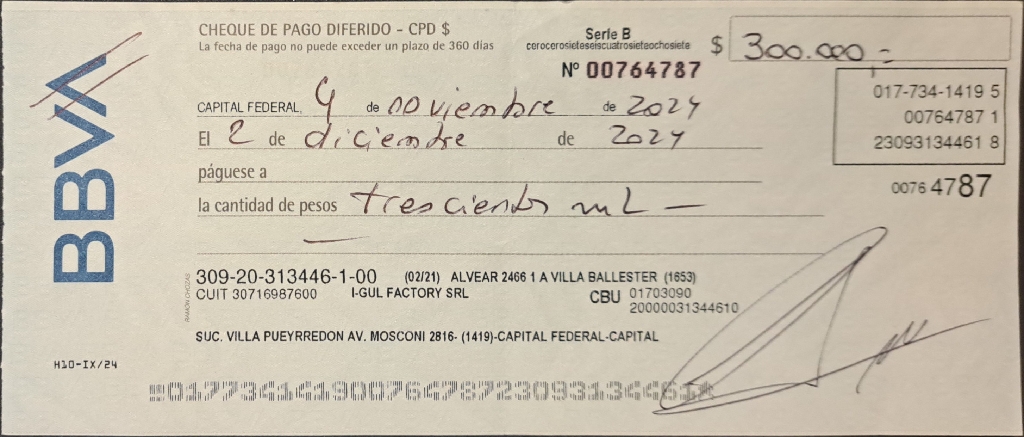 BBVA
CHEQUE DE PAGO DIFERIDO - CPD $
La fecha de pago no puede exceder un plazo de 360 días
Serie B
cerocerosieteseiscuatrosieteochosiete
Nº 00764787
$ 300.000,=
017-734-1419 5
00764787 1
23093134461 8
0076 4787
CAPITAL FEDERAL, 4 de noviembre de 2024
El 2 de diciembre de 2024
páguese a
la cantidad de pesos trescientos mil —
309-20-313446-1-00 (02/21) ALVEAR 2466 1 A VILLA BALLESTER (1653)
CUIT 30716987600 I-GUL FACTORY SRL
CBU 01703090
20000031344610
SUC. VILLA PUEYRREDON AV. MOSCONI 2816- (1419)-CAPITAL FEDERAL-CAPITAL
RAMÓN CHOZAS
H10-IX/24
01773414190076478723093134461